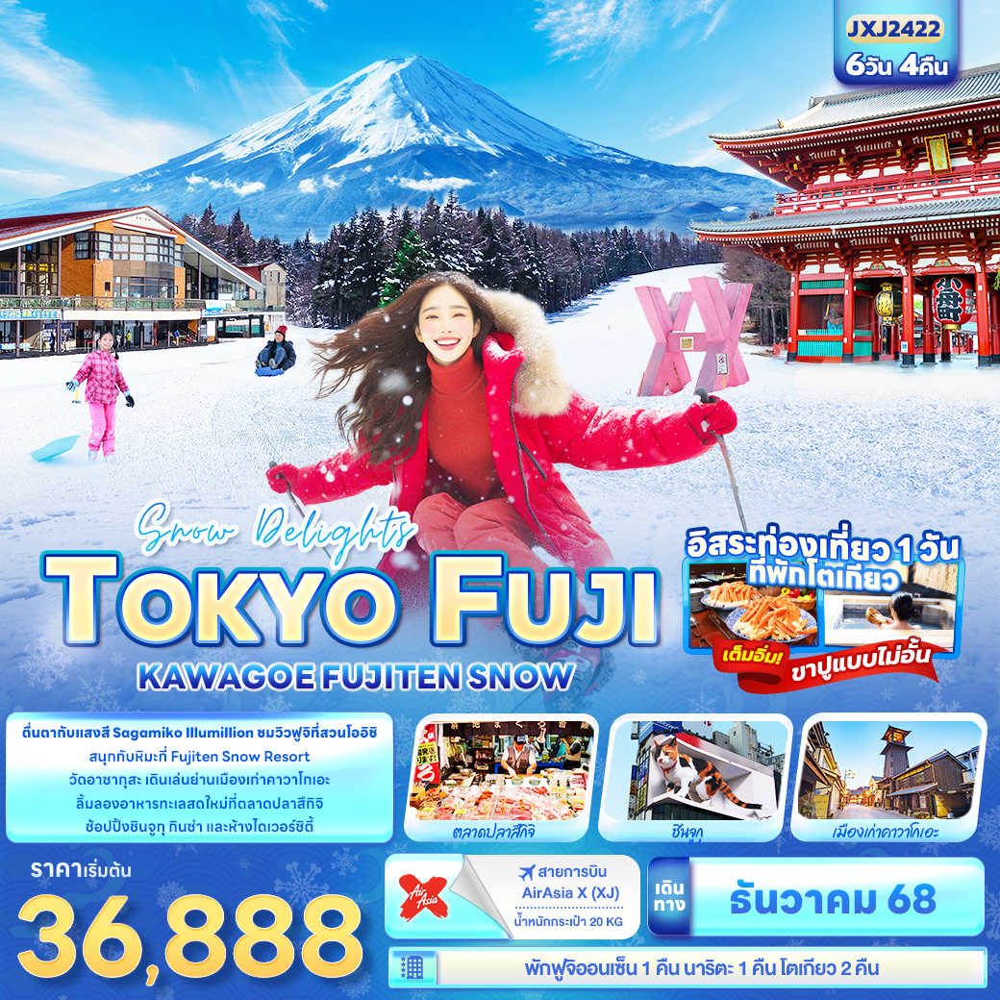 JXJ2422
6วัน 4คืน
小舟町
Snow Delights
TOKYO FUJI
KAWAGOE FUJITEN SNOW
อิสระท่องเที่ยว 1 วัน
ที่พักโตเกียว
เต็มอิ่ม!
ขาปูแบบไม่อั้น
ตื่นตากับแสงสี Sagamiko Illumillion ชมวิวฟูจิที่สวนโออิชิ
สนุกกับหิมะที่ Fujiten Snow Resort
วัดอาซากุสะ เดินเล่นย่านเมืองเก่าคาวาโกเอะ
ลิ้มลองอาหารทะเลสดใหม่ที่ตลาดปลาสึกิจิ
ช้อปปิ้งชินจูกุ กินซ่า และห้างไดเวอร์ซิตี้
ตลาดปลาสึกิจิ
ชินจูกุ
เมืองเก่าคาวาโกเอะ
ราคาเริ่มต้น
36,888
Air
Asia
X
สายการบิน
AirAsia X (XJ)
น้ำหนักกระเป๋า 20 KG
เดิน
ทาง
ธันวาคม 68
พักฟูจิออนเซ็น 1 คืน นาริตะ 1 คืน โตเกียว 2 คืน